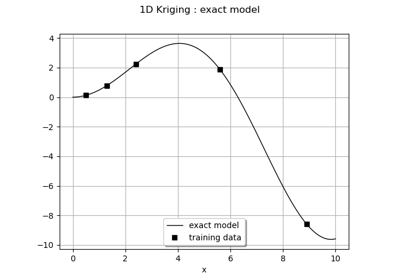 1D Kriging : exact model
4
2
0
−2
−4
−6
−8
−10
0 2 4 6 8 10
x
exact model
training data